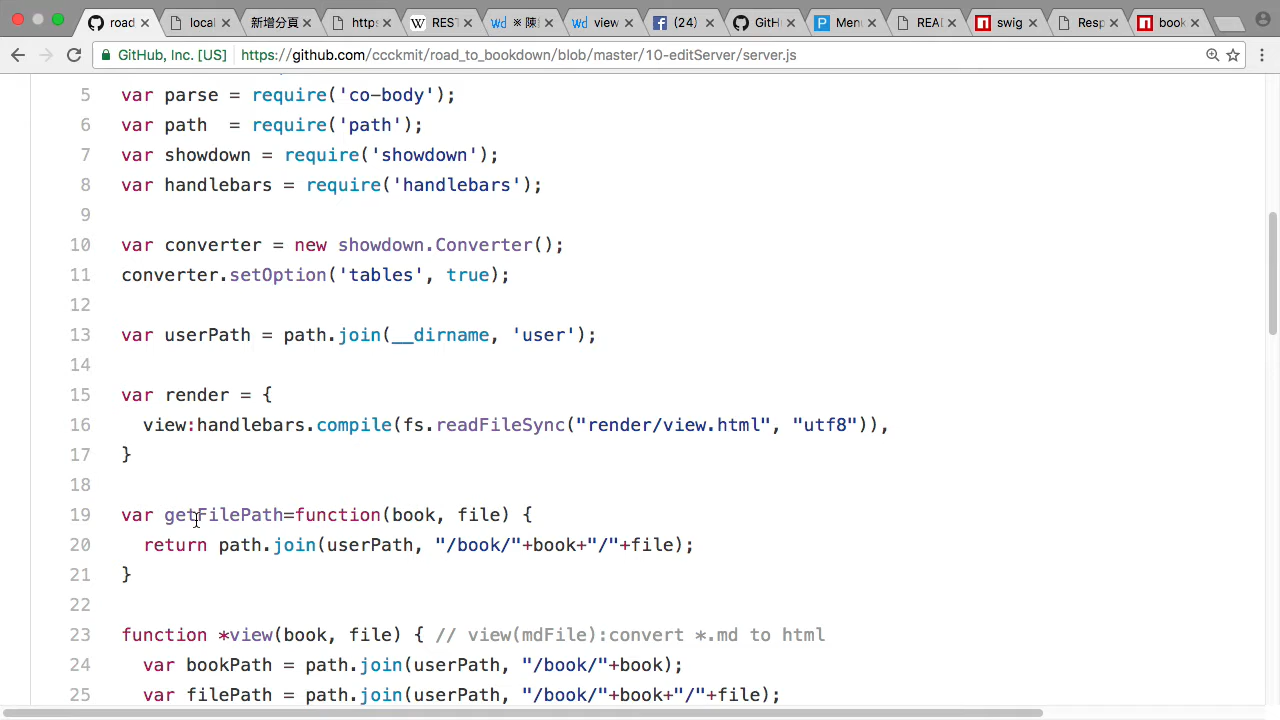 road
local
新增分頁
https
REST
Wd ※ 陳
Wd view
(24)
GitH
Menu
REAL
swig
Resp
book
GitHub, Inc. [US] https://github.com/ccckmit/road_to_bookdown/blob/master/10-editServer/server.js
5 var parse = require('co-body');
6 var path  = require('path');
7 var showdown = require('showdown');
8 var handlebars = require('handlebars');
9
10 var converter = new showdown.Converter();
11 converter.setOption('tables', true);
12
13 var userPath = path.join(__dirname, 'user');
14
15 var render = {
16   view:handlebars.compile(fs.readFileSync("render/view.html", "utf8")),
17 }
18
19 var getFilePath=function(book, file) {
20   return path.join(userPath, "/book/"+book+"/"+file);
21 }
22
23 function *view(book, file) { // view(mdFile):convert *.md to html
24   var bookPath = path.join(userPath, "/book/"+book);
25   var filePath = path.join(userPath, "/book/"+book+"/"+file);